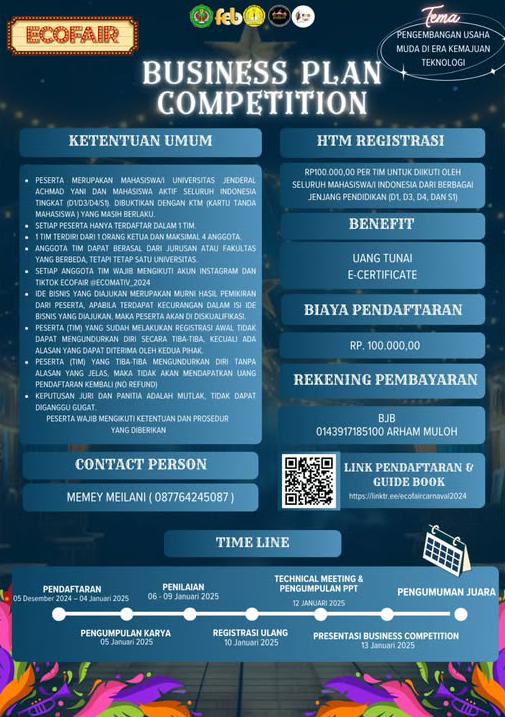 ECOFAIR
feb
Tema
PENGEMBANGAN USAHA
MUDA DI ERA KEMAJUAN
TEKNOLOGI
BUSINESS PLAN
COMPETITION
KETENTUAN UMUM
• PESERTA MERUPAKAN MAHASISWA/I UNIVERSITAS JENDERAL
ACHMAD YANI DAN MAHASISWA AKTIF SELURUH INDONESIA
TINGKAT (D1/D3/D4/S1). DIBUKTIKAN DENGAN KTM (KARTU TANDA
MAHASISWA ) YANG MASIH BERLAKU.
• SETIAP PESERTA HANYA TERDAFTAR DALAM 1 TIM.
• 1 TIM TERDIRI DARI 1 ORANG KETUA DAN MAKSIMAL 4 ANGGOTA.
• ANGGOTA TIM DAPAT BERASAL DARI JURUSAN ATAU FAKULTAS
YANG BERBEDA, TETAPI TETAP SATU UNIVERSITAS.
• SETIAP ANGGOTA TIM WAJIB MENGIKUTI AKUN INSTAGRAM DAN
TIKTOK ECOFAIR @ECOMATIV_2024
• IDE BISNIS YANG DIAJUKAN MERUPAKAN MURNI HASIL PEMIKIRAN
DARI PESERTA, APABILA TERDAPAT KECURANGAN DALAM ISI IDE
BISNIS YANG DIAJUKAN, MAKA PESERTA AKAN DI DISKUALIFIKASI.
• PESERTA (TIM) YANG SUDAH MELAKUKAN REGISTRASI AWAL TIDAK
DAPAT MENGUNDURKAN DIRI SECARA TIBA-TIBA, KECUALI ADA
ALASAN YANG DAPAT DITERIMA OLEH KEDUA PIHAK.
• PESERTA (TIM) YANG TIBA-TIBA MENGUNDURKAN DIRI TANPA
ALASAN YANG JELAS, MAKA TIDAK AKAN MENDAPATKAN UANG
PENDAFTARAN KEMBALI (NO REFUND)
• KEPUTUSAN JURI DAN PANITIA ADALAH MUTLAK, TIDAK DAPAT
DIGANGGU GUGAT.
PESERTA WAJIB MENGIKUTI KETENTUAN DAN PROSEDUR
YANG DIBERIKAN
CONTACT PERSON
MEMEY MEILANI ( 087764245087 )
HTM REGISTRASI
RP100.000,00 PER TIM UNTUK DIIKUTI OLEH
SELURUH MAHASISWA/I INDONESIA DARI BERBAGAI
JENJANG PENDIDIKAN (D1, D3, D4, DAN S1)
BENEFIT
UANG TUNAI
E-CERTIFICATE
BIAYA PENDAFTARAN
RP. 100.000,00
REKENING PEMBAYARAN
BJB
0143917185100 ARHAM MULOH
LINK PENDAFTARAN &
GUIDE BOOK
https://linktr.ee/ecofaircarnaval2024
TIME LINE
PENDAFTARAN
05 Desember 2024 – 04 Januari 2025
PENGUMPULAN KARYA
05 Januari 2025
PENILAIAN
06 - 09 Januari 2025
REGISTRASI ULANG
10 Januari 2025
TECHNICAL MEETING &
PENGUMPULAN PPT
12 JANUARI 2025
PRESENTASI BUSINESS COMPETITION
13 Januari 2025
PENGUMUMAN JUARA